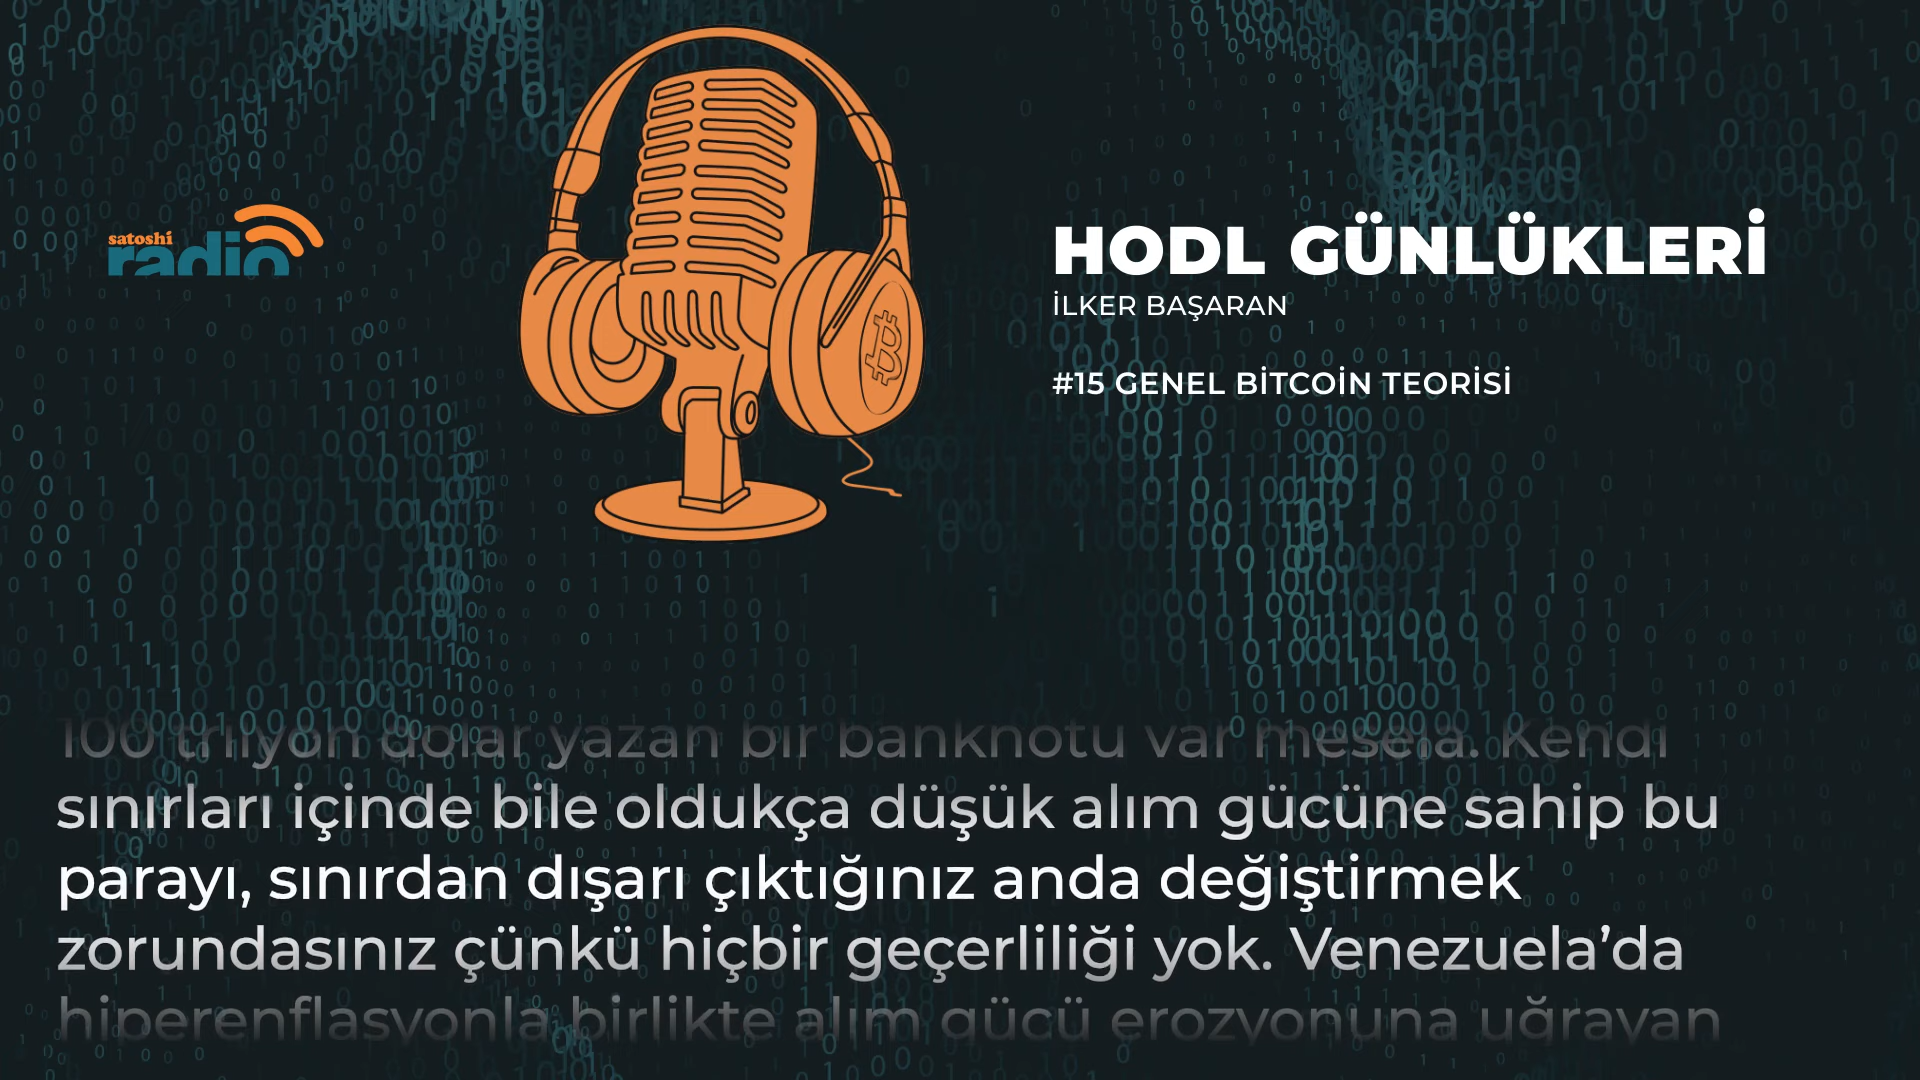 satoshi
radio
HODL GÜNLÜKLERİ
İLKER BAŞARAN
#15 GENEL BİTCOİN TEORİSİ
100 trilyon dolar yazan bir banknotu var mesela. Kendi
sınırları içinde bile oldukça düşük alım gücüne sahip bu
parayı, sınırdan dışarı çıktığınız anda değiştirmek
zorundasınız çünkü hiçbir geçerliliği yok. Venezuela’da
hiperenflasyonla birlikte alım gücü erozyonuna uğrayan